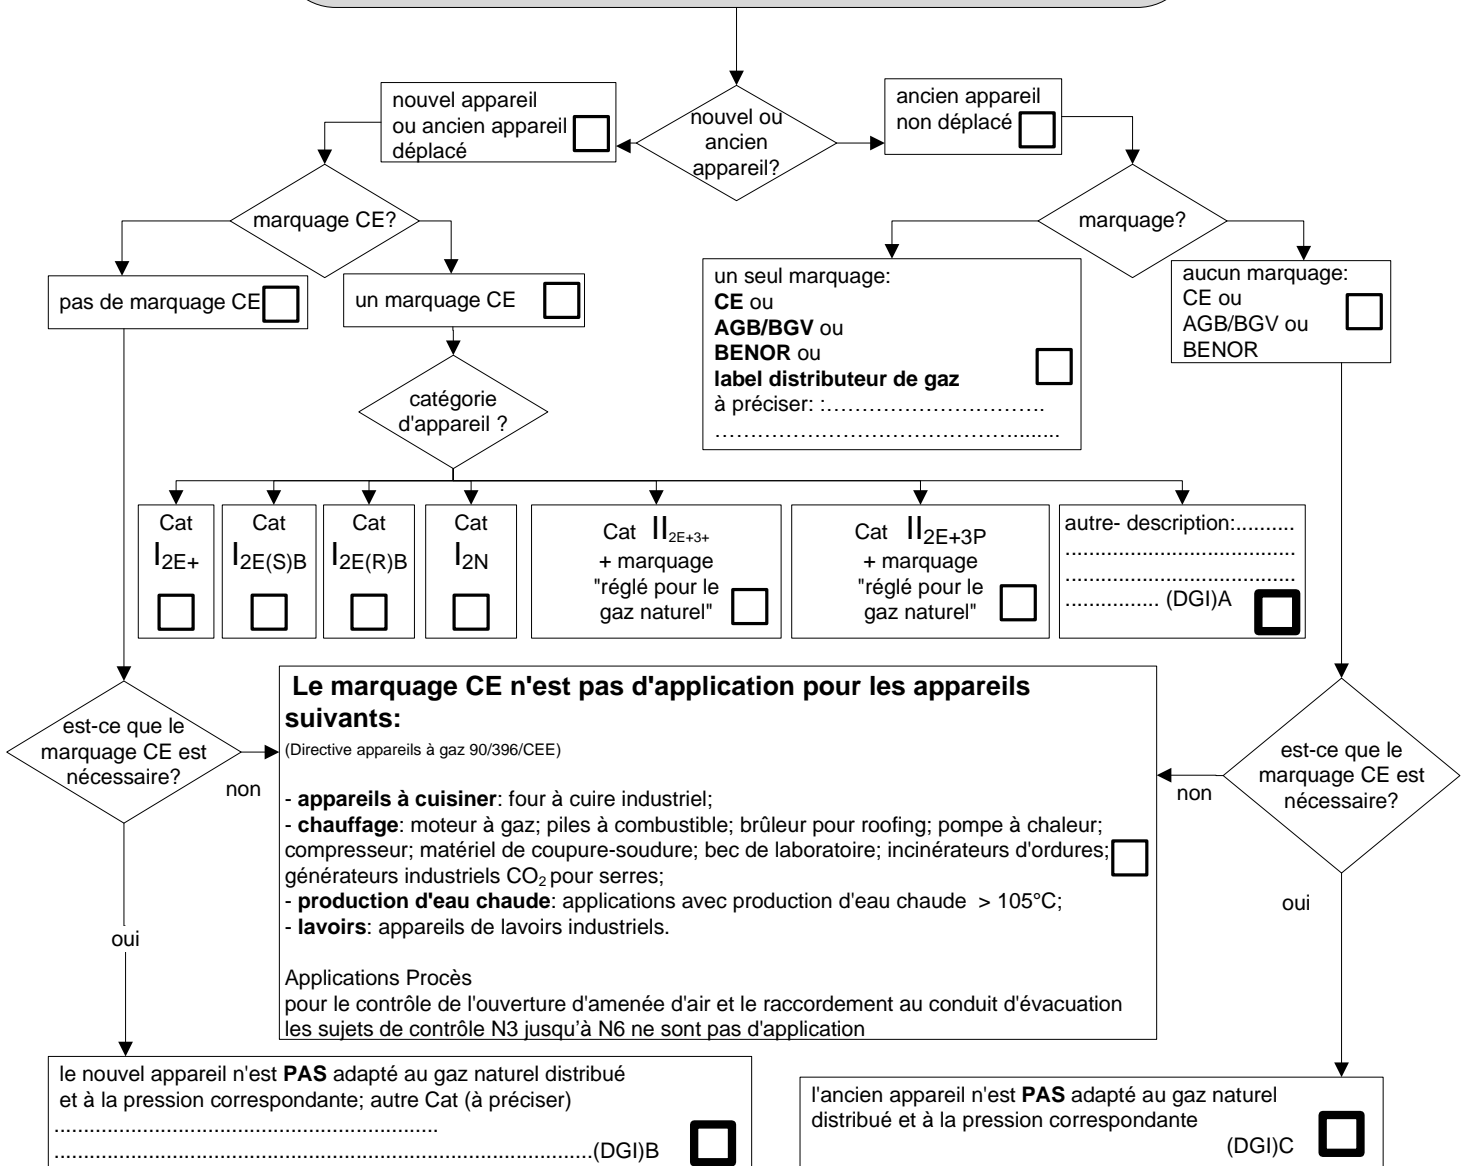 nouvel ou
ancien
appareil?
nouvel appareil
ou ancien appareil
déplacé
ancien appareil
non déplacé
marquage CE?
marquage?
pas de marquage CE
un marquage CE
un seul marquage:
CE ou
AGB/BGV ou
BENOR ou
label distributeur de gaz
à préciser: :…………………………….
……………………………………........
aucun marquage:
CE ou
AGB/BGV ou
BENOR
catégorie
d'appareil ?
Cat
I2E+
Cat
I2E(S)B
Cat
I2E(R)B
Cat
I2N
Cat II2E+3+
+ marquage
"réglé pour le
gaz naturel"
Cat II2E+3P
+ marquage
"réglé pour le
gaz naturel"
autre- description:..........
.......................................
.......................................
................ (DGI)A
est-ce que le
marquage CE est
nécessaire?
non
oui
Le marquage CE n'est pas d'application pour les appareils
suivants:
(Directive appareils à gaz 90/396/CEE)
- appareils à cuisiner: four à cuire industriel;
- chauffage: moteur à gaz; piles à combustible; brûleur pour roofing; pompe à chaleur;
compresseur; matériel de coupure-soudure; bec de laboratoire; incinérateurs d'ordures;
générateurs industriels CO2 pour serres;
- production d'eau chaude: applications avec production d'eau chaude > 105°C;
- lavoirs: appareils de lavoirs industriels.
Applications Procès
pour le contrôle de l'ouverture d'amenée d'air et le raccordement au conduit d'évacuation
les sujets de contrôle N3 jusqu'à N6 ne sont pas d'application
est-ce que le
marquage CE est
nécessaire?
non
oui
le nouvel appareil n'est PAS adapté au gaz naturel distribué
et à la pression correspondante; autre Cat (à préciser)
.................................................................
...........................................................................................(DGI)B
l'ancien appareil n'est PAS adapté au gaz naturel
distribué et à la pression correspondante
(DGI)C